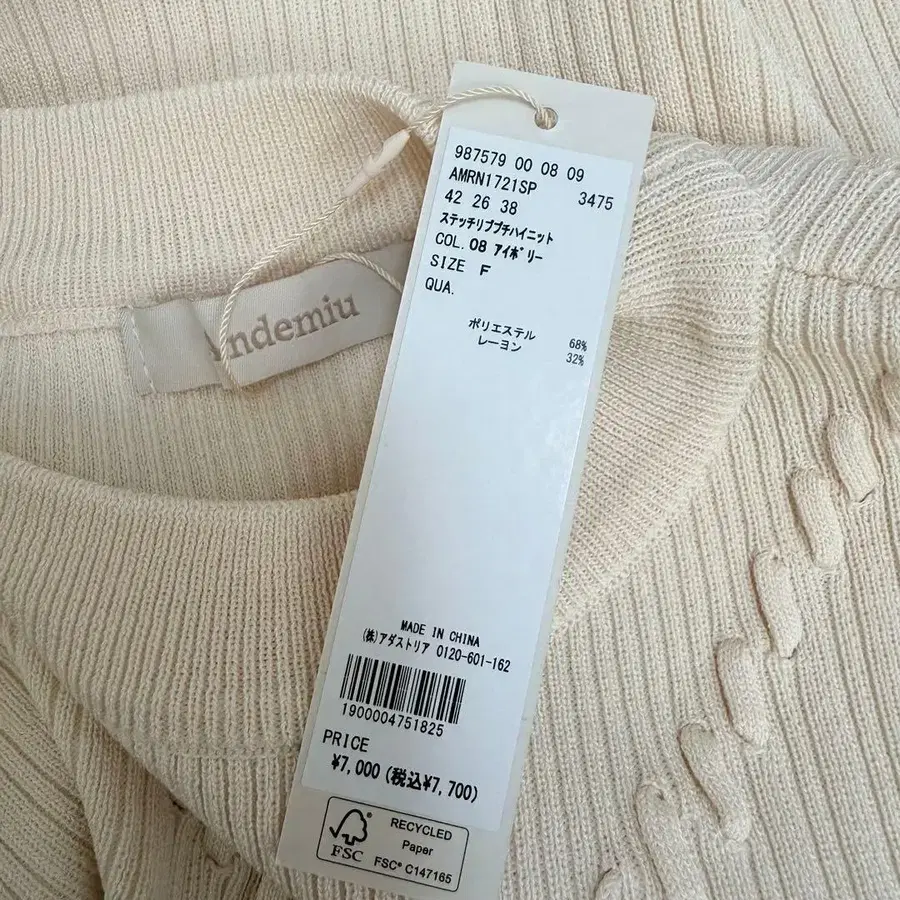 ndemiu
987579 00 08 09
AMRN1721SP 3475
42 26 38
ステッチリブプチハイニット
COL. 08 アイボリー
SIZE F
QUA.
ポリエステル 68%
レーヨン 32%
MADE IN CHINA
(株)アダストリア 0120-601-162
1900004751825
PRICE
¥7,000 (税込¥7,700)
RECYCLED
Paper
FSC
FSC® C147165